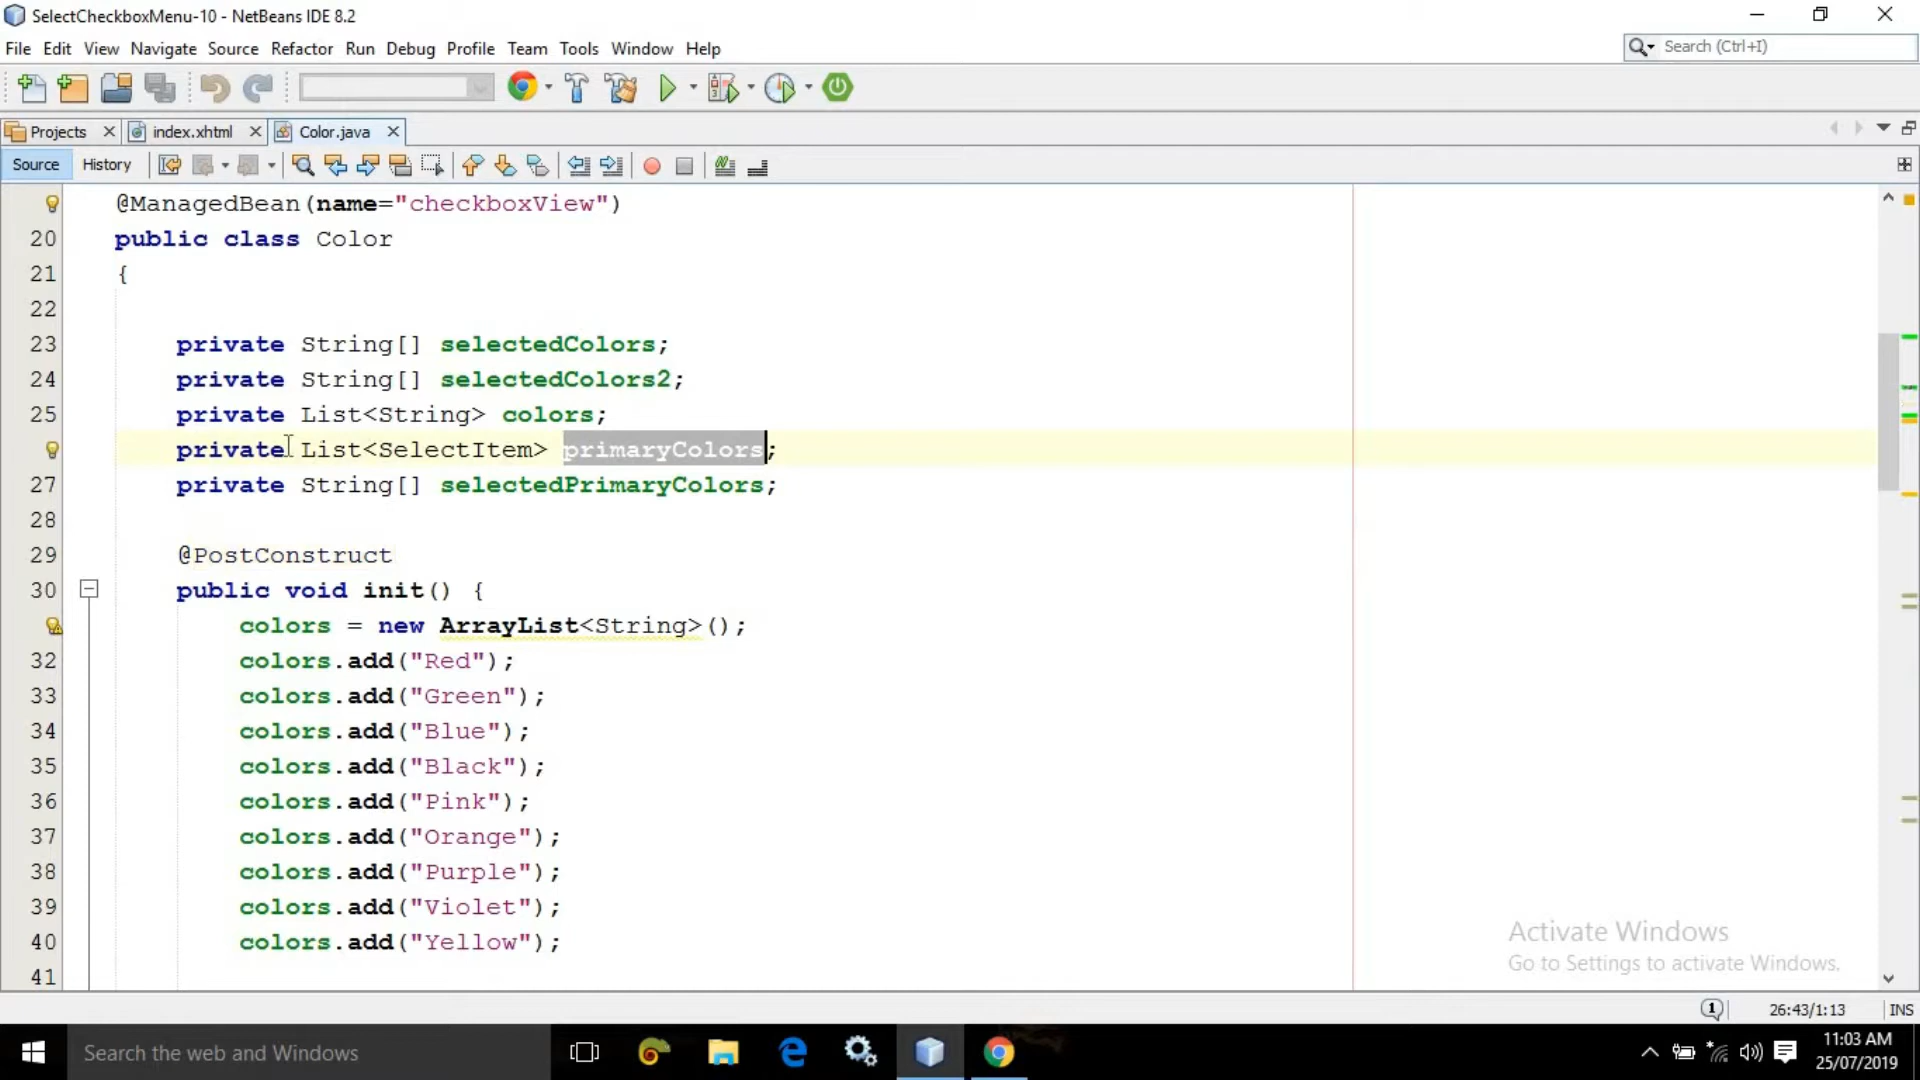 SelectCheckboxMenu-10 - NetBeans IDE 8.2
File Edit View Navigate Source Refactor Run Debug Profile Team Tools Window Help
Search (Ctrl+I)
Projects index.xhtml Color.java
Source History
@ManagedBean(name="checkboxView")
20 public class Color
21 {
22
23 private String[] selectedColors;
24 private String[] selectedColors2;
25 private List<String> colors;
private List<SelectItem> primaryColors;
27 private String[] selectedPrimaryColors;
28
29 @PostConstruct
30 public void init() {
colors = new ArrayList<String>();
32 colors.add("Red");
33 colors.add("Green");
34 colors.add("Blue");
35 colors.add("Black");
36 colors.add("Pink");
37 colors.add("Orange");
38 colors.add("Purple");
39 colors.add("Violet");
40 colors.add("Yellow");
41
Activate Windows
Go to Settings to activate Windows.
1 26:43/1:13 INS
Search the web and Windows
11:03 AM
25/07/2019